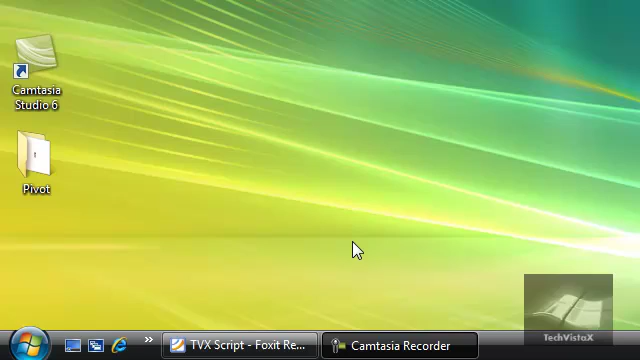 Camtasia
Studio 6
Pivot
TechVistaX
»
TVX Script - Foxit Re...
Camtasia Recorder